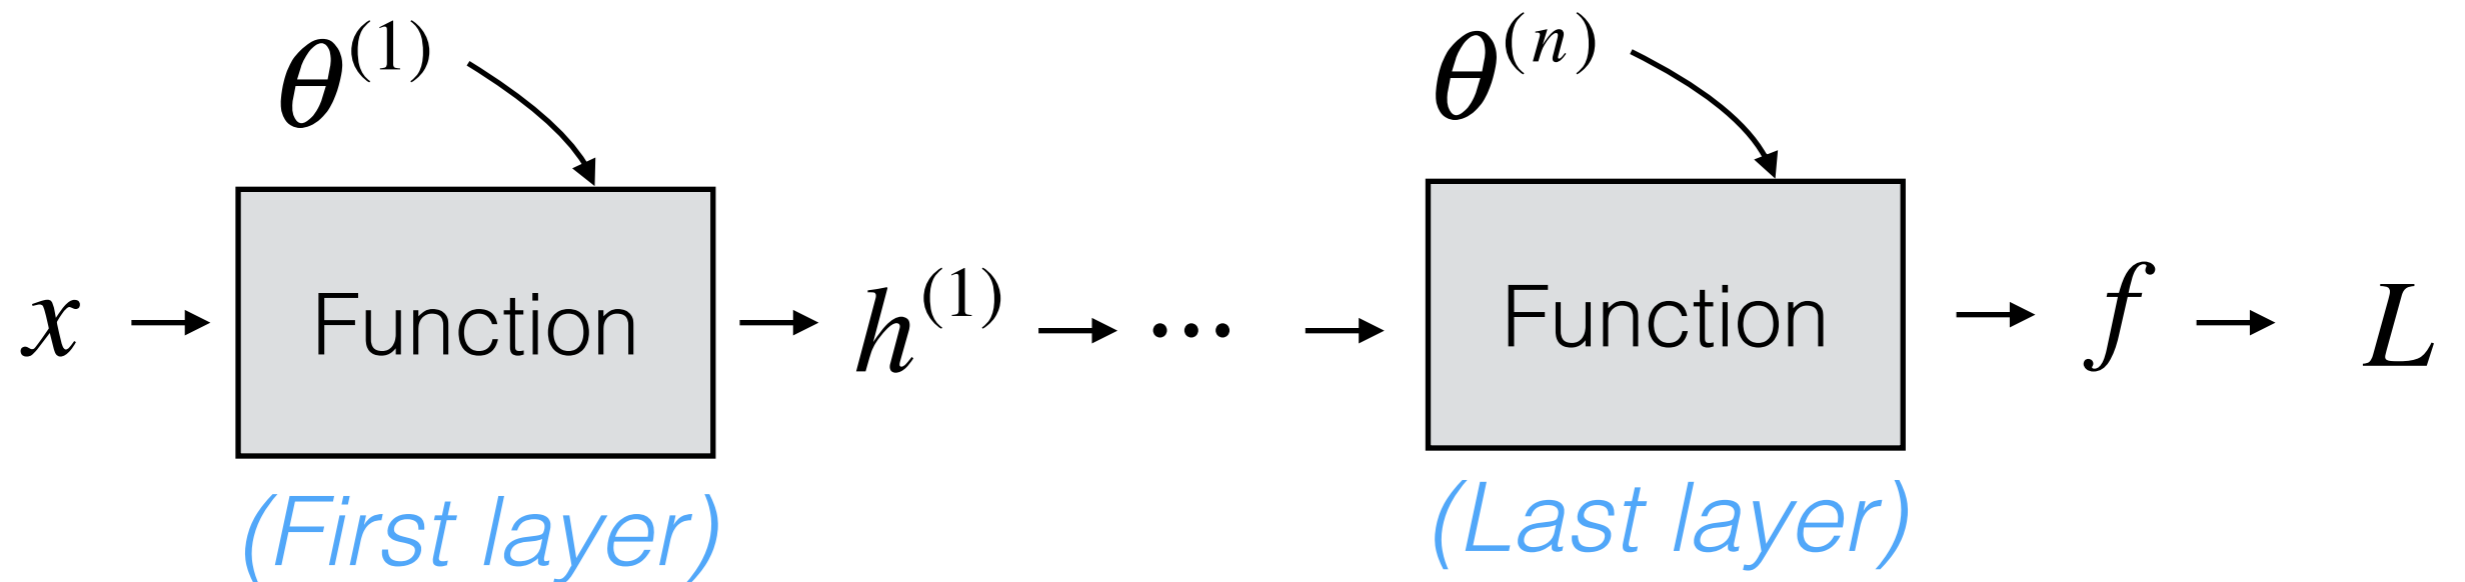 θ⁽¹⁾ θ⁽ⁿ⁾
x → Function → h⁽¹⁾ → ... → Function → f → L
(First layer) (Last layer)